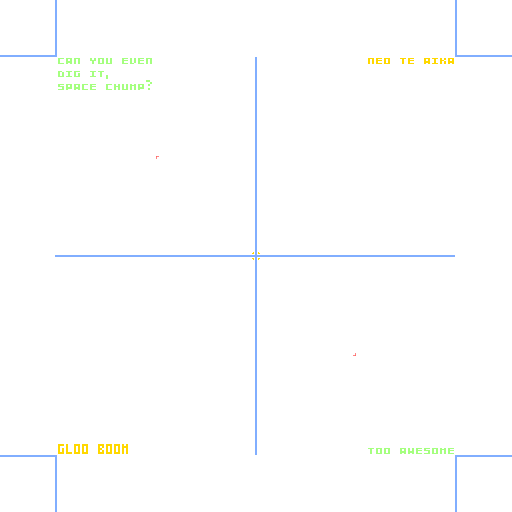 CAN YOU EVEN
DIG IT,
SPACE CHUMP?
NEO TE AIKA
GLOO BOOM
TOO AWESOME